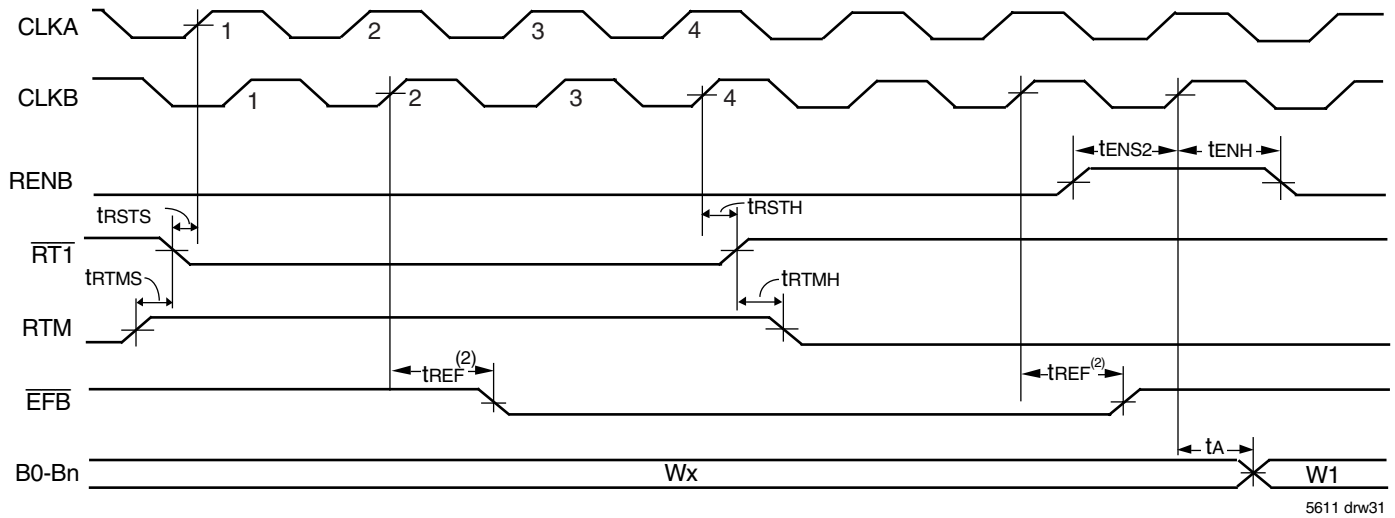 CLKA 1 2 3 4
CLKB 1 2 3 4
tENS2 tENH
RENB
tRSTS tRSTH
RT1
tRTMS tRTMH
RTM
tREF(2) tREF(2)
EFB
tA
B0-Bn Wx W1
5611 drw31